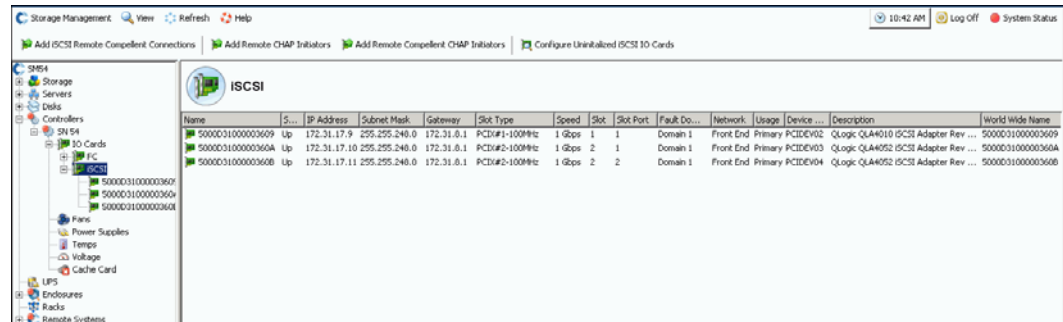 Storage Management View Refresh Help 10:42 AM Log Off System Status
Add iSCSI Remote Compellent Connections Add Remote CHAP Initiators Add Remote Compellent CHAP Initiators Configure Uninitalized iSCSI IO Cards
SM54
Storage
Servers
Disks
Controllers
SN 54
IO Cards
FC
iSCSI
5000D3100000360
5000D3100000360
5000D3100000360
Fans
Power Supplies
Temps
Voltage
Cache Card
UPS
Enclosures
Racks
Remote Systems
iSCSI
Name S... IP Address Subnet Mask Gateway Slot Type Speed Slot Slot Port Fault Do... Network Usage Device ... Description World Wide Name
5000D31000003609 Up 172.31.17.9 255.255.248.0 172.31.8.1 PCIX#1-100MHz 1 Gbps 1 1 Domain 1 Front End Primary PCIDEV02 QLogic QLA4010 iSCSI Adapter Rev ... 5000D31000003609
5000D3100000360A Up 172.31.17.10 255.255.248.0 172.31.8.1 PCIX#2-100MHz 1 Gbps 2 1 Domain 1 Front End Primary PCIDEV03 QLogic QLA4052 iSCSI Adapter Rev ... 5000D3100000360A
5000D3100000360B Up 172.31.17.11 255.255.248.0 172.31.8.1 PCIX#2-100MHz 1 Gbps 2 2 Domain 1 Front End Primary PCIDEV04 QLogic QLA4052 iSCSI Adapter Rev ... 5000D3100000360B